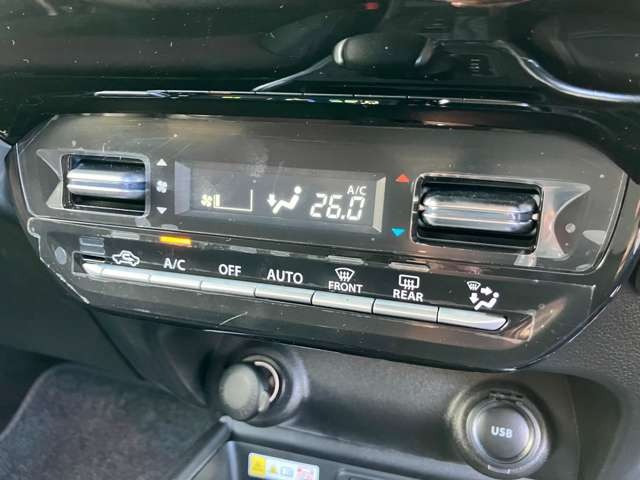 A/C
26.0
A/C
OFF
AUTO
FRONT
REAR
USB